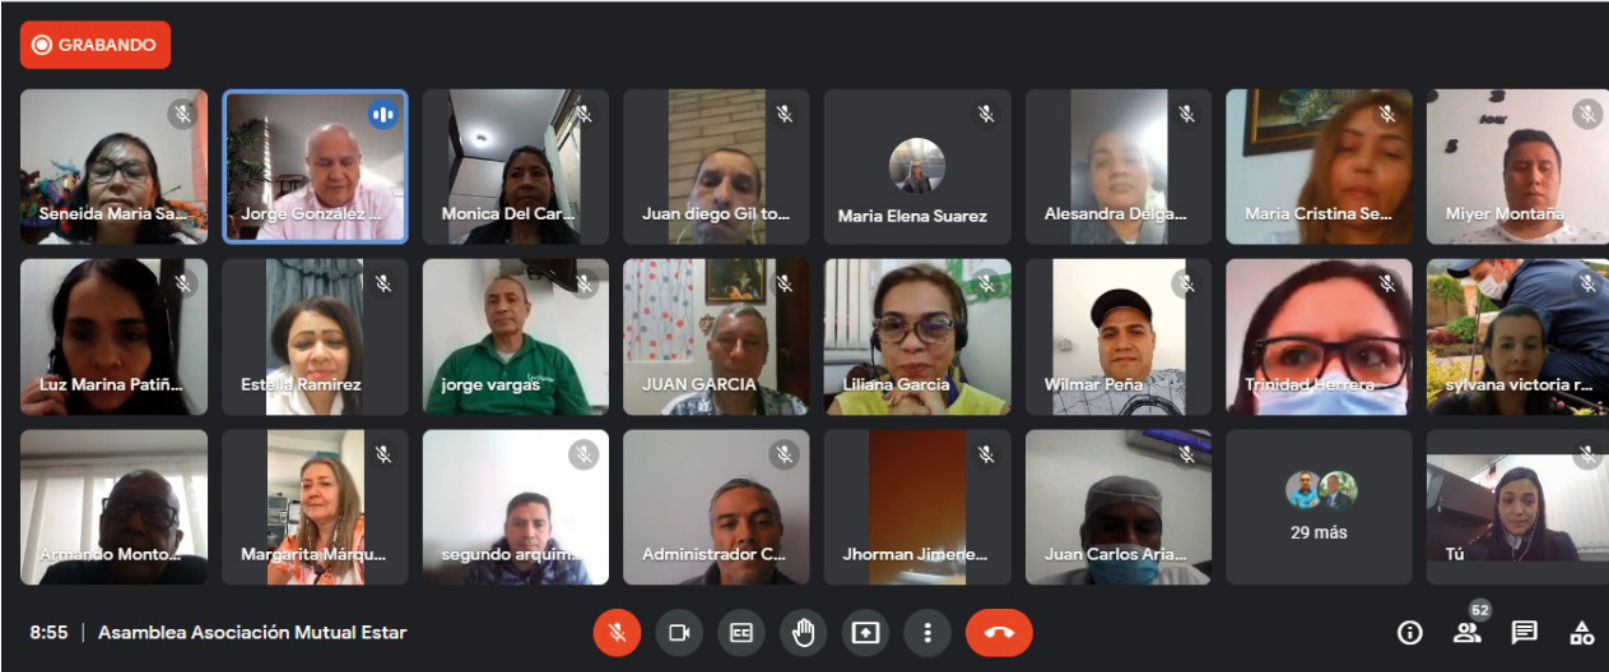 GRABANDO
Seneida Maria Sa...
Jorge González ...
Monica Del Car...
Juan diego Gil to...
Maria Elena Suarez
Alesandra Delga...
Maria Cristina Se...
Miyer Montaña
Luz Marina Patiñ...
Estella Ramirez
jorge vargas
JUAN GARCIA
Liliana Garcia
Wilmar Peña
Trinidad Herrera
sylvana victoria r...
Armando Monto...
Margarita Márqu...
segundo arquim...
Administrador C...
Jhorman Jimene...
Juan Carlos Aria...
29 más
Tú
8:55 | Asamblea Asociación Mutual Estar
CC
52